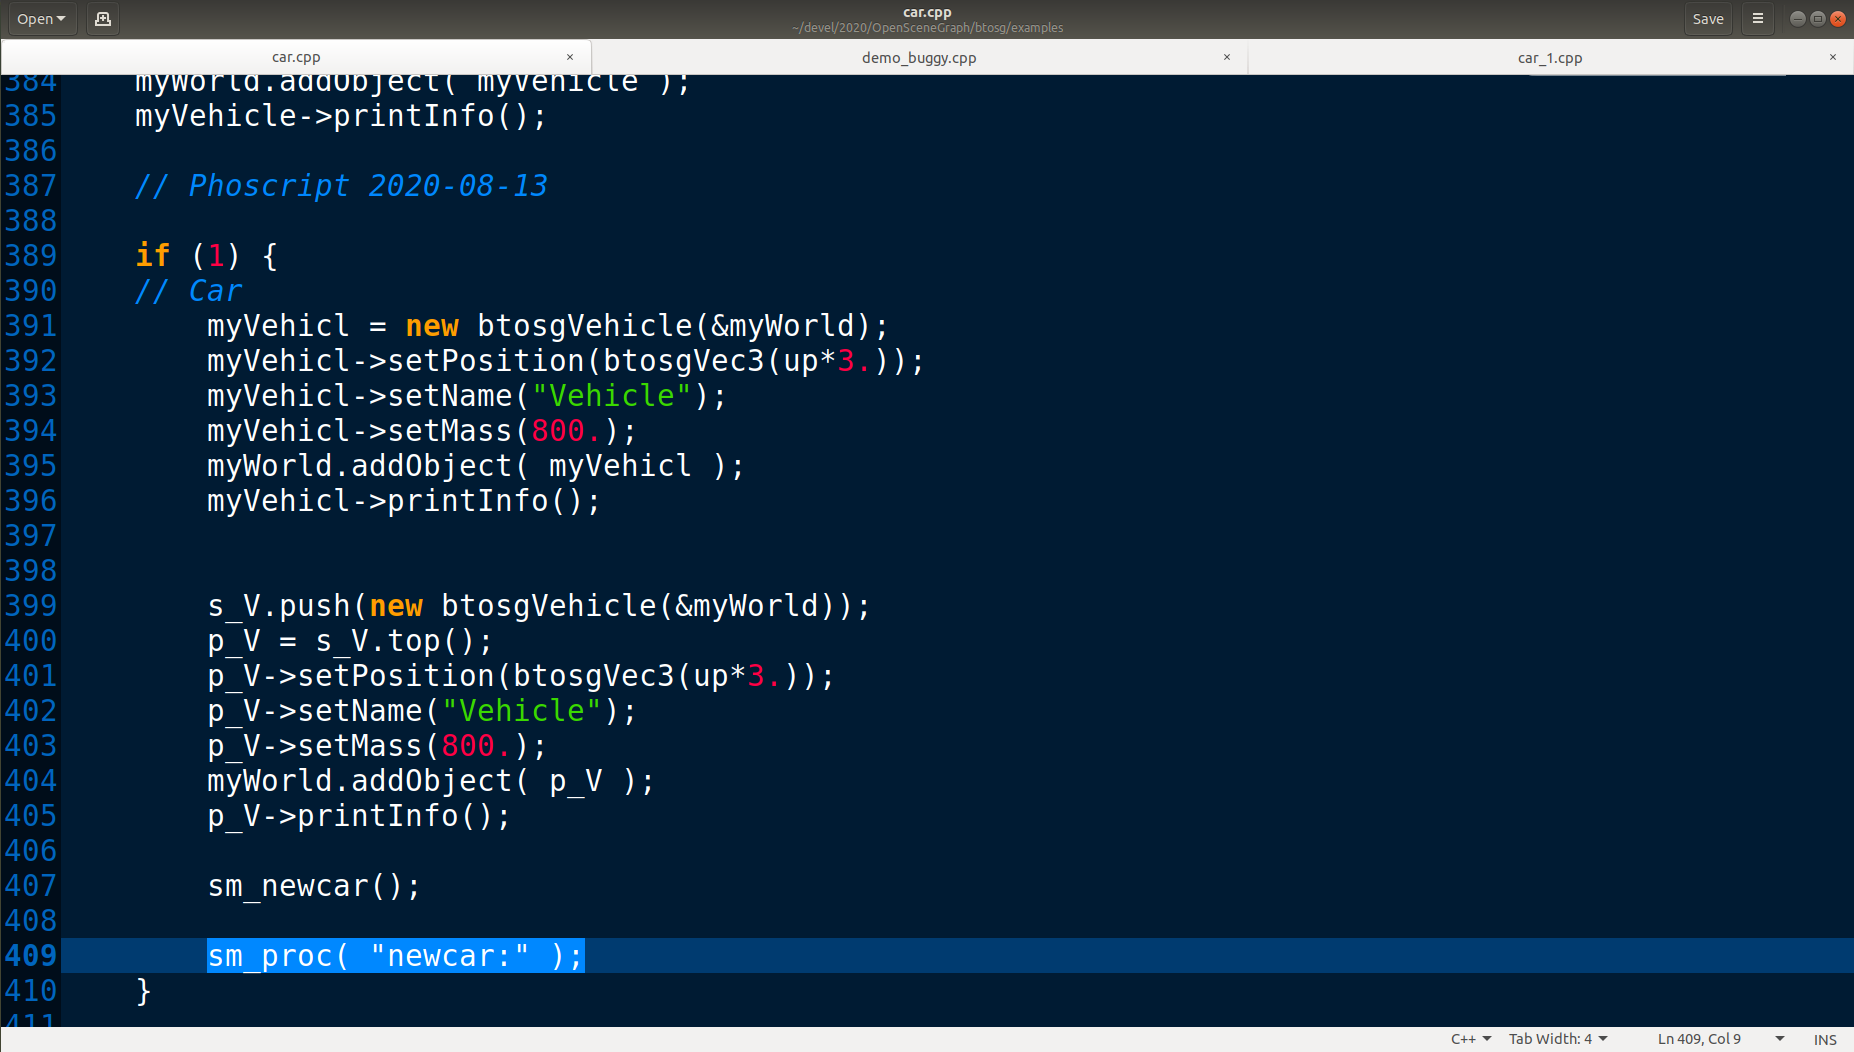 Open
car.cpp
~/devel/2020/OpenSceneGraph/btosg/examples
Save
car.cpp ×
demo_buggy.cpp ×
car_1.cpp ×
384 myWorld.addObject( myVehicle );
385 myVehicle->printInfo();
386
387 // Phoscript 2020-08-13
388
389 if (1) {
390 // Car
391 myVehicl = new btosgVehicle(&myWorld);
392 myVehicl->setPosition(btosgVec3(up*3.));
393 myVehicl->setName("Vehicle");
394 myVehicl->setMass(800.);
395 myWorld.addObject( myVehicl );
396 myVehicl->printInfo();
397
398
399 s_V.push(new btosgVehicle(&myWorld));
400 p_V = s_V.top();
401 p_V->setPosition(btosgVec3(up*3.));
402 p_V->setName("Vehicle");
403 p_V->setMass(800.);
404 myWorld.addObject( p_V );
405 p_V->printInfo();
406
407 sm_newcar();
408
409 sm_proc( "newcar:" );
410 }
411
C++ Tab Width: 4 Ln 409, Col 9 INS